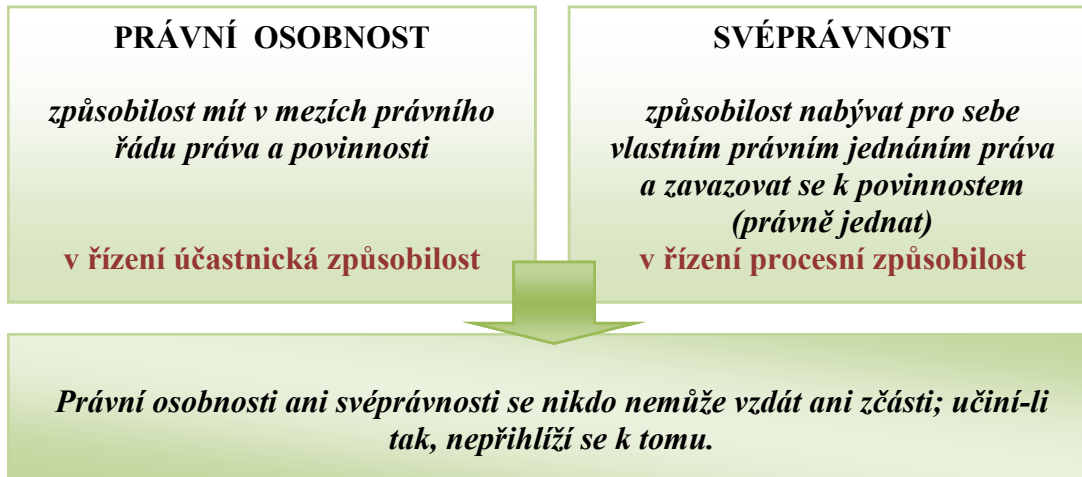 PRÁVNÍ OSOBNOST
způsobilost mít v mezích právního
řádu práva a povinnosti
v řízení účastnická způsobilost
SVÉPRÁVNOST
způsobilost nabývat pro sebe
vlastním právním jednáním práva
a zavazovat se k povinnostem
(právně jednat)
v řízení procesní způsobilost
Právní osobnosti ani svéprávnosti se nikdo nemůže vzdát ani zčásti; učiní-li
tak, nepřihlíží se k tomu.